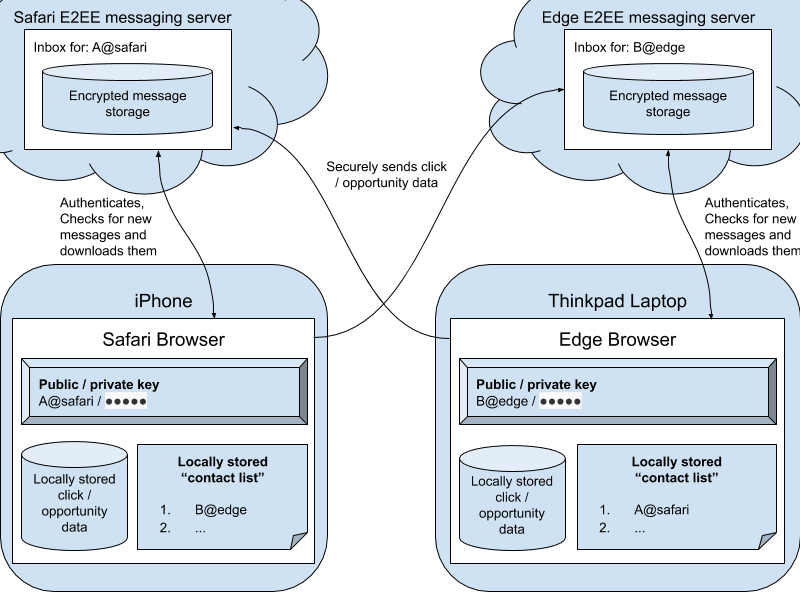 Safari E2EE messaging server
Inbox for: A@safari
Encrypted message
storage
Edge E2EE messaging server
Inbox for: B@edge
Encrypted message
storage
Securely sends click
/ opportunity data
Authenticates,
Checks for new
messages and
downloads them
Authenticates,
Checks for new
messages and
downloads them
iPhone
Safari Browser
Public / private key
A@safari / ●●●●●
Locally stored
click /
opportunity
data
Locally stored
“contact list”
1. B@edge
2. ...
Thinkpad Laptop
Edge Browser
Public / private key
B@edge / ●●●●●
Locally stored
click /
opportunity
data
Locally stored
“contact list”
1. A@safari
2. ...